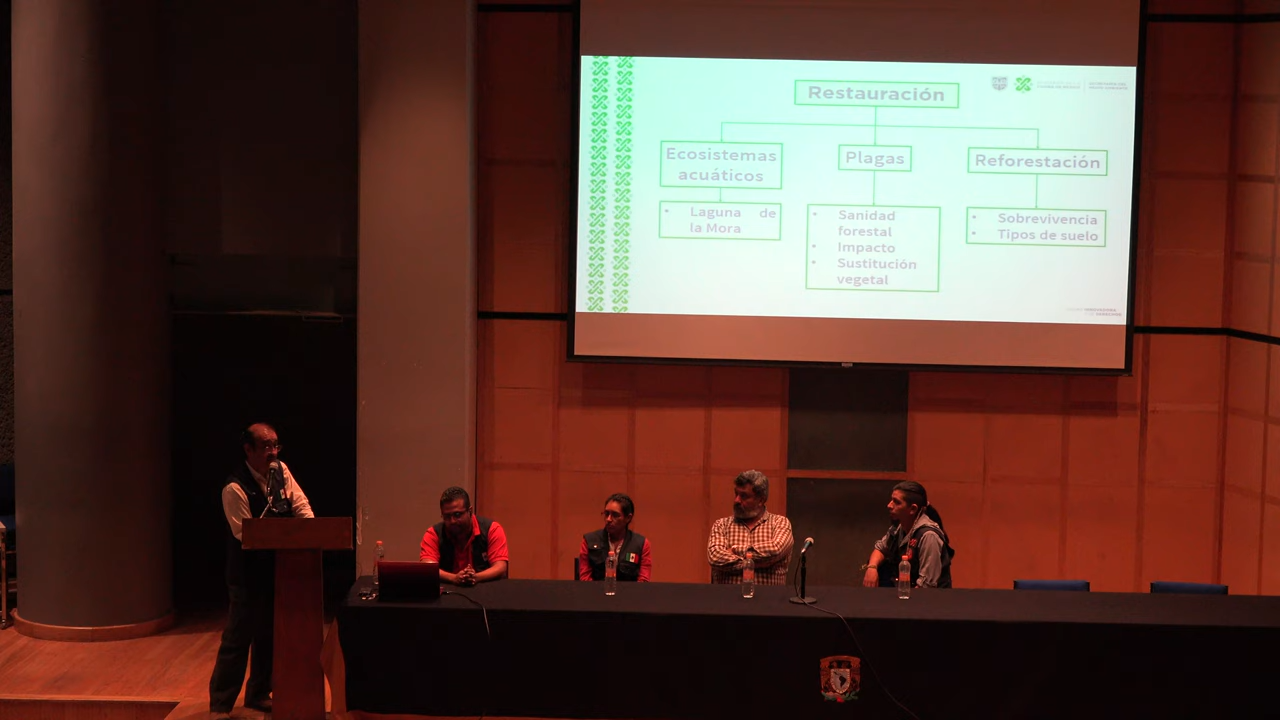 Restauración
Ecosistemas
acuáticos
• Laguna de
la Mora
Plagas
• Sanidad
forestal
• Impacto
• Sustitución
vegetal
Reforestación
• Sobrevivencia
• Tipos de suelo